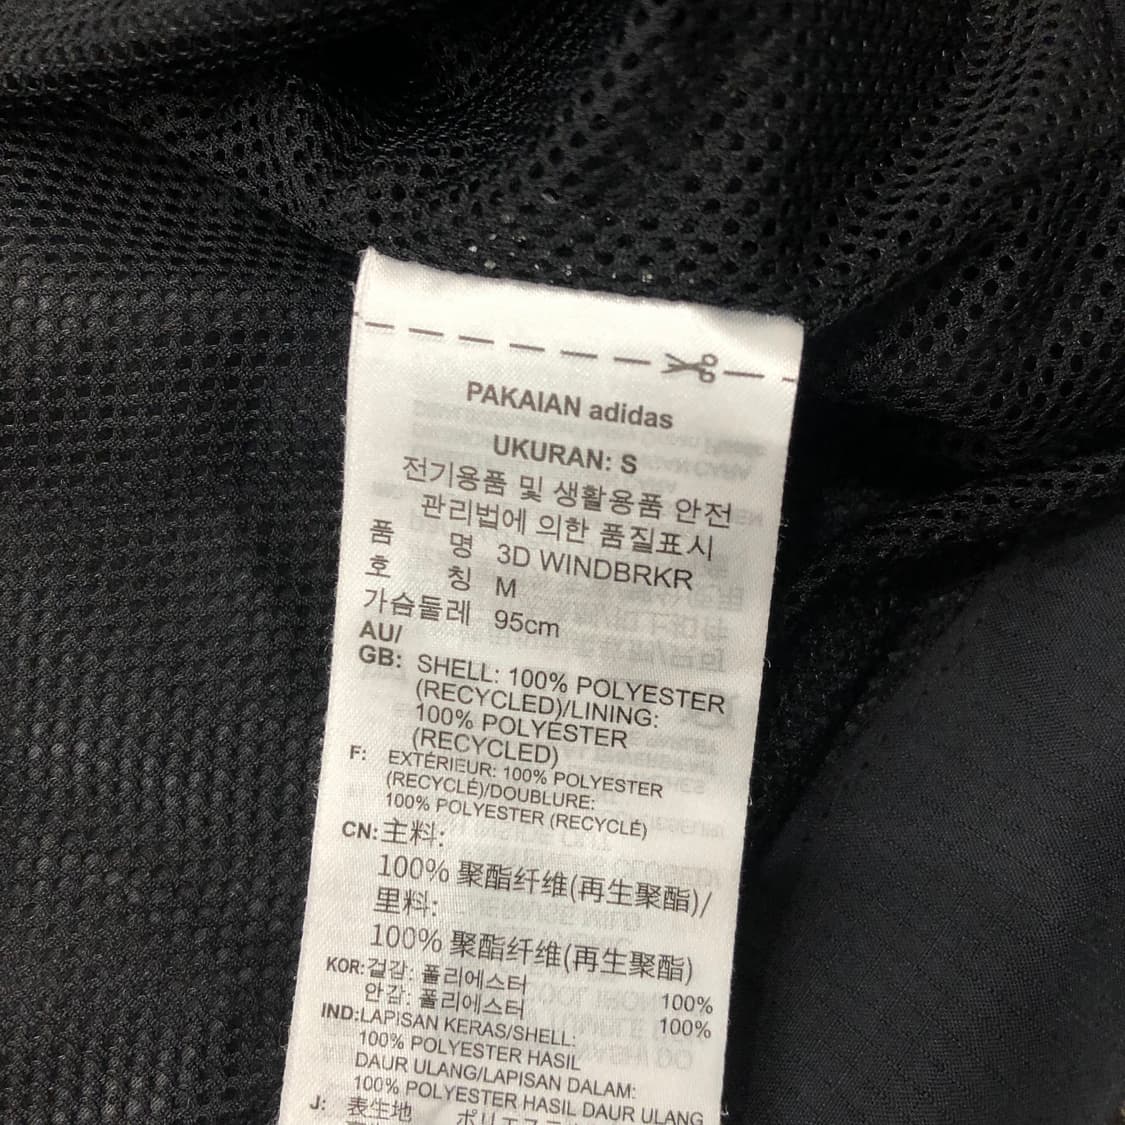 PAKAIAN adidas
UKURAN: S
전기용품 및 생활용품 안전
관리법에 의한 품질표시
품 명 3D WINDBRKR
호 칭 M
가슴둘레 95cm
AU/
GB: SHELL: 100% POLYESTER
(RECYCLED)/LINING:
100% POLYESTER
(RECYCLED)
F: EXTÉRIEUR: 100% POLYESTER
(RECYCLÉ)/DOUBLURE:
100% POLYESTER (RECYCLÉ)
CN:主料:
100% 聚酯纤维(再生聚酯)/
里料:
100% 聚酯纤维(再生聚酯)
KOR:겉감: 폴리에스터 100%
안감: 폴리에스터 100%
IND:LAPISAN KERAS/SHELL:
100% POLYESTER HASIL
DAUR ULANG/LAPISAN DALAM:
100% POLYESTER HASIL DAUR ULANG
J: 表生地